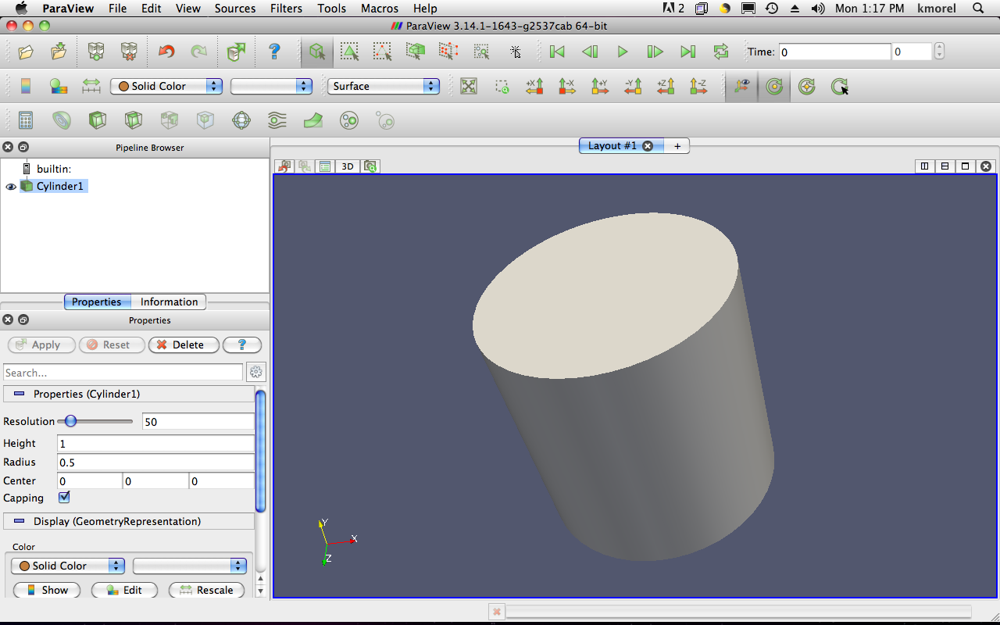 ParaView File Edit View Sources Filters Tools Macros Help 2 Mon 1:17 PM kmorel
ParaView 3.14.1-1643-g2537cab 64-bit
? Time: 0 0
Solid Color Surface +X -X +Y -Y +Z -Z
Pipeline Browser
Layout #1 +
builtin:
3D
Cylinder1
Properties Information
Properties
Apply Reset Delete ?
Search...
Properties (Cylinder1)
Resolution 50
Height 1
Radius 0.5
Center 0 0 0
Capping
Display (GeometryRepresentation)
Color
Solid Color
Show Edit Rescale
Y
X
Z